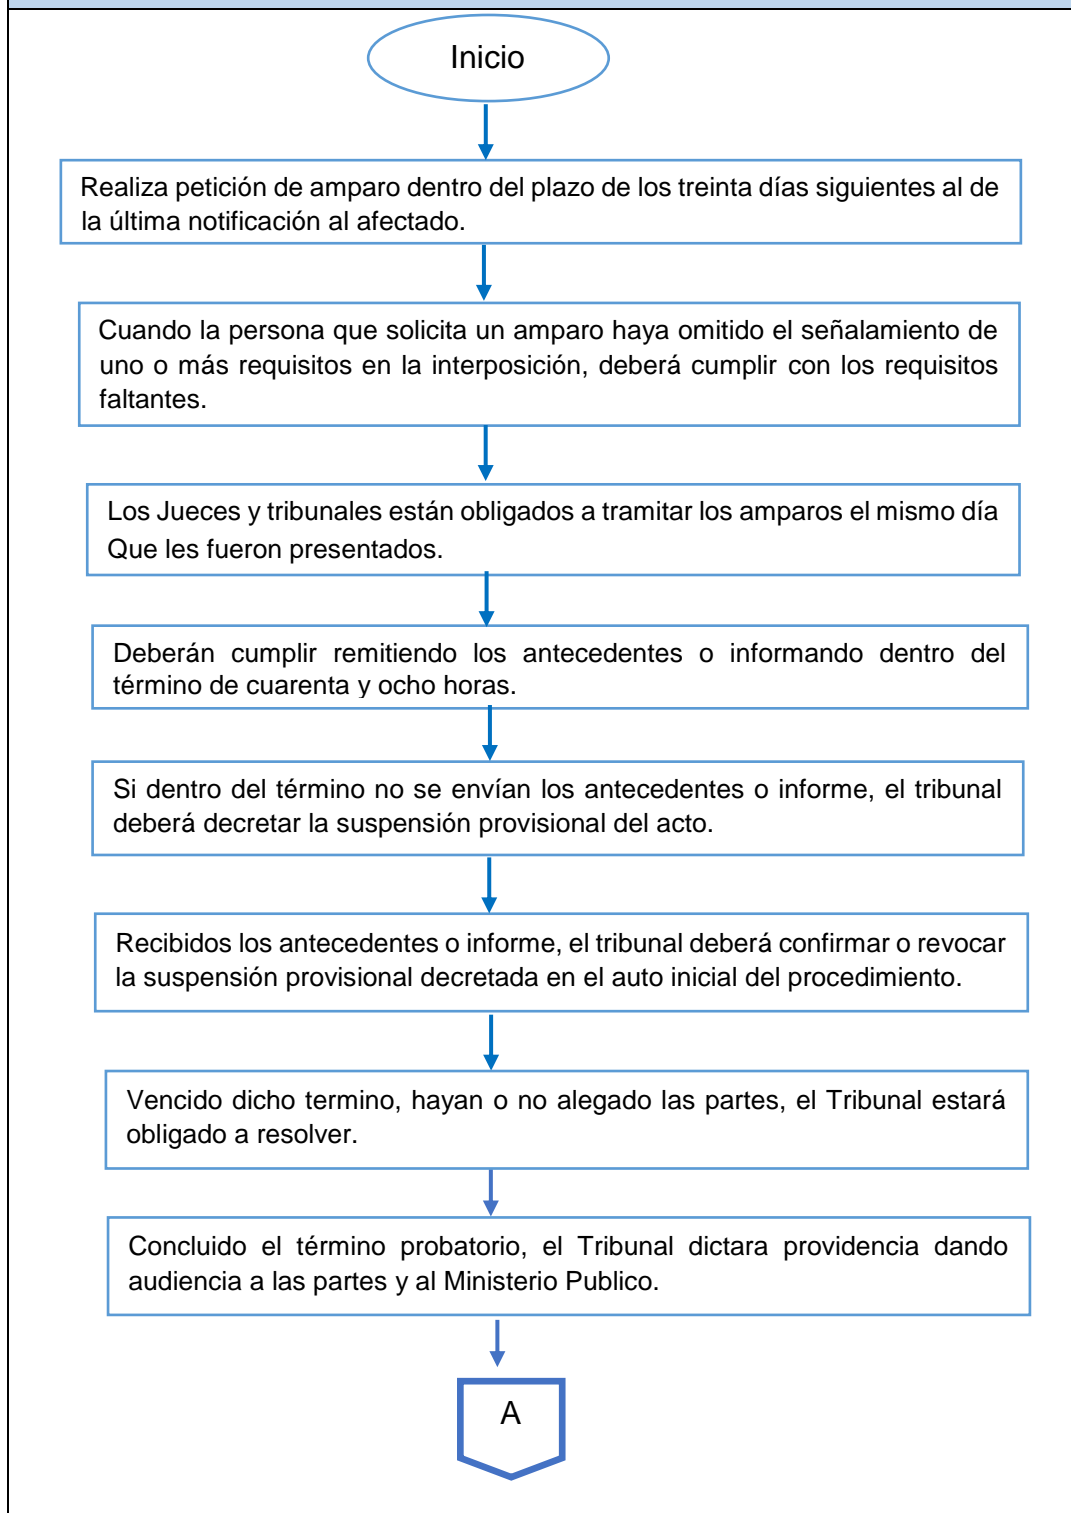 Inicio
Realiza petición de amparo dentro del plazo de los treinta días siguientes al de
la última notificación al afectado.
Cuando la persona que solicita un amparo haya omitido el señalamiento de
uno o más requisitos en la interposición, deberá cumplir con los requisitos
faltantes.
Los Jueces y tribunales están obligados a tramitar los amparos el mismo día
Que les fueron presentados.
Deberán cumplir remitiendo los antecedentes o informando dentro del
término de cuarenta y ocho horas.
Si dentro del término no se envían los antecedentes o informe, el tribunal
deberá decretar la suspensión provisional del acto.
Recibidos los antecedentes o informe, el tribunal deberá confirmar o revocar
la suspensión provisional decretada en el auto inicial del procedimiento.
Vencido dicho termino, hayan o no alegado las partes, el Tribunal estará
obligado a resolver.
Concluido el término probatorio, el Tribunal dictara providencia dando
audiencia a las partes y al Ministerio Publico.
A